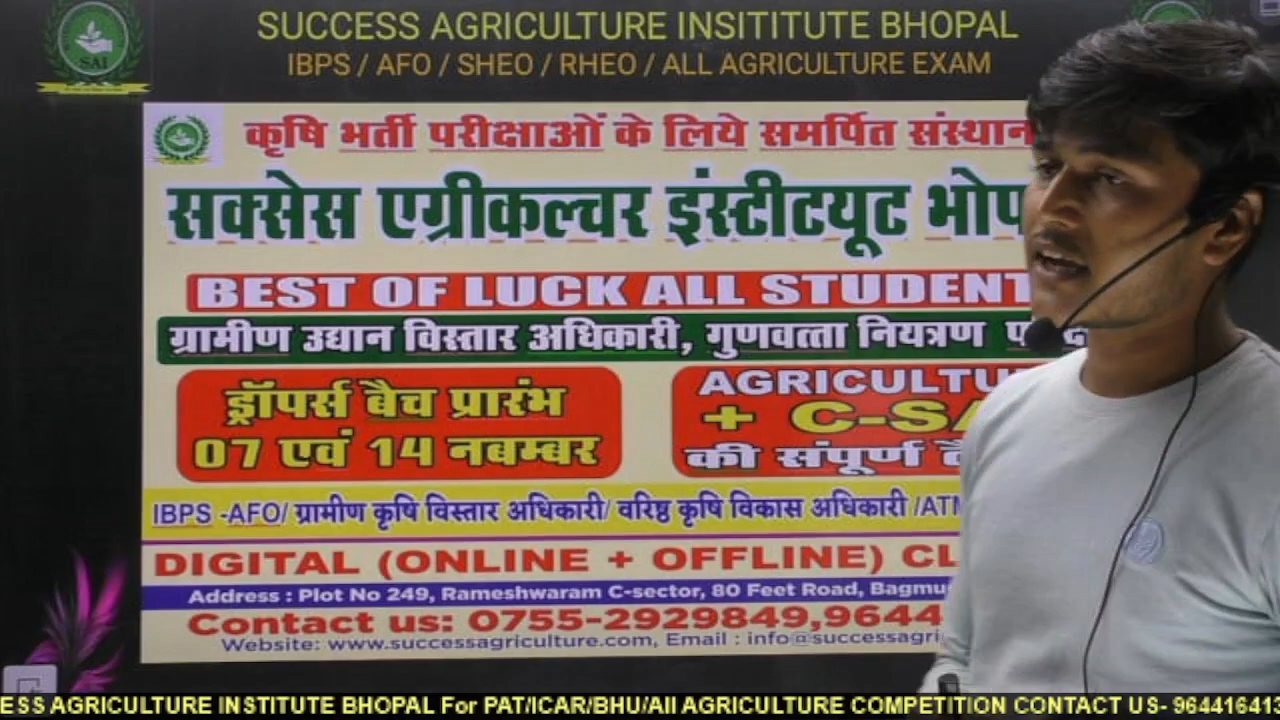 SUCCESS AGRICULTURE INSITITUTE BHOPAL
IBPS / AFO / SHEO / RHEO / ALL AGRICULTURE EXAM
SAI
कृषि भर्ती परीक्षाओं के लिये समर्पित संस्थान
सक्सेस एग्रीकल्चर इंस्टीटयूट भोप
BEST OF LUCK ALL STUDENT
ग्रामीण उद्यान विस्तार अधिकारी, गुणवत्ता नियत्रण
ड्रॉपर्स बैच प्रारंभ
07 एवं 14 नबम्बर
AGRICULTU
+ C-SA
की संपूर्ण
IBPS -AFO/ ग्रामीण कृषि विस्तार अधिकारी/ वरिष्ठ कृषि विकास अधिकारी /ATM
DIGITAL (ONLINE + OFFLINE) CL
Address : Plot No 249, Rameshwaram C-sector, 80 Feet Road, Bagmu
Contact us: 0755-2929849,9644
Website: www.successagriculture.com, Email : info@successagri
ESS AGRICULTURE INSTITUTE BHOPAL For PAT/ICAR/BHU/All AGRICULTURE COMPETITION CONTACT US- 964416415